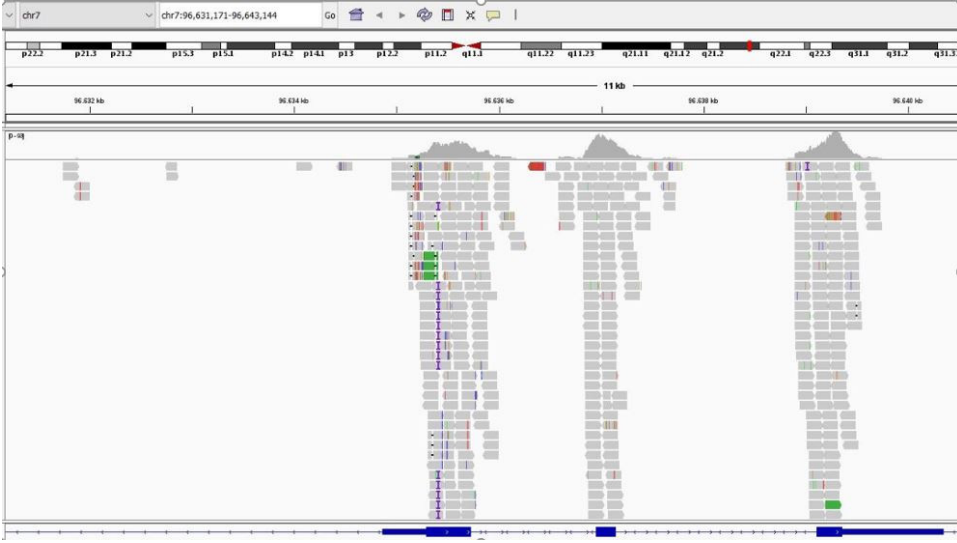 chr7 chr7:96,631,171-96,643,144 Go
p22.2 p21.3 p21.2 p15.3 p15.1 p14.2 p14.1 p13 p12.2 p11.2 q11.1 q11.22 q11.23 q21.11 q21.12 q21.2 q22.1 q22.3 q31.1 q31.2 q31.3
11 kb
96.632 kb 96.634 kb 96.636 kb 96.638 kb 96.640 kb